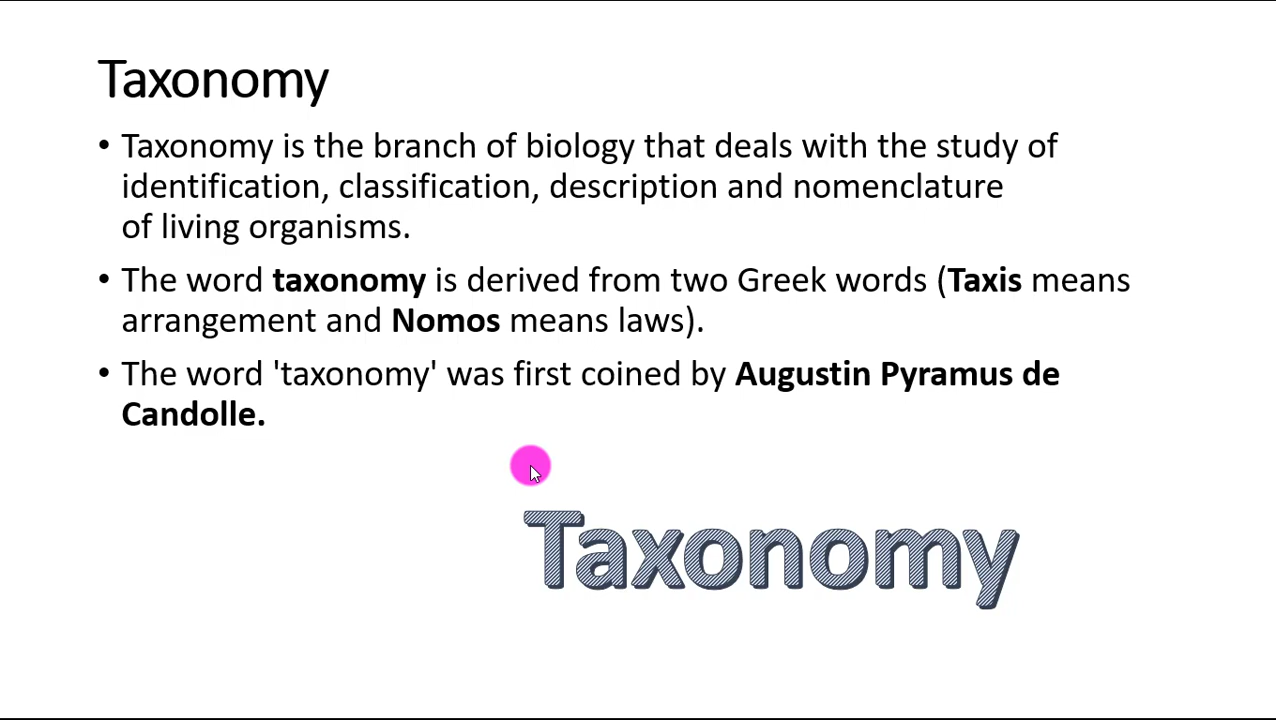 Taxonomy
• Taxonomy is the branch of biology that deals with the study of
identification, classification, description and nomenclature
of living organisms.
• The word taxonomy is derived from two Greek words (Taxis means
arrangement and Nomos means laws).
• The word 'taxonomy' was first coined by Augustin Pyramus de
Candolle.
Taxonomy